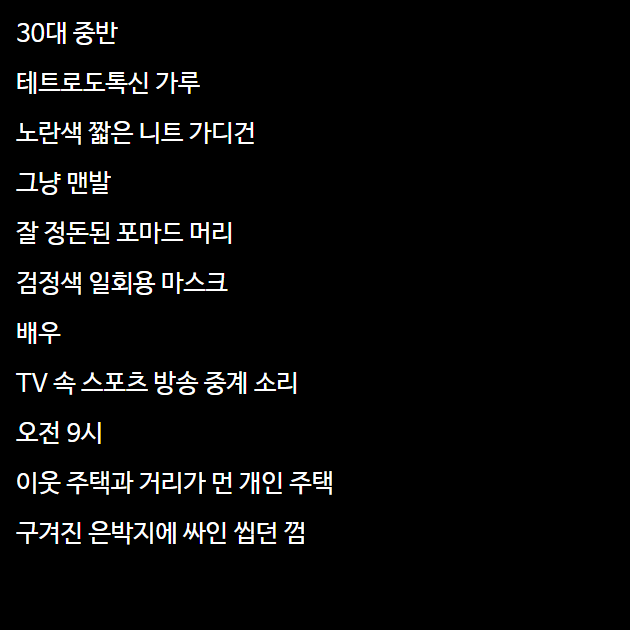 30대 중반
테트로도톡신 가루
노란색 짧은 니트 가디건
그냥 맨발
잘 정돈된 포마드 머리
검정색 일회용 마스크
배우
TV 속 스포츠 방송 중계 소리
오전 9시
이웃 주택과 거리가 먼 개인 주택
구겨진 은박지에 싸인 씹던 껌